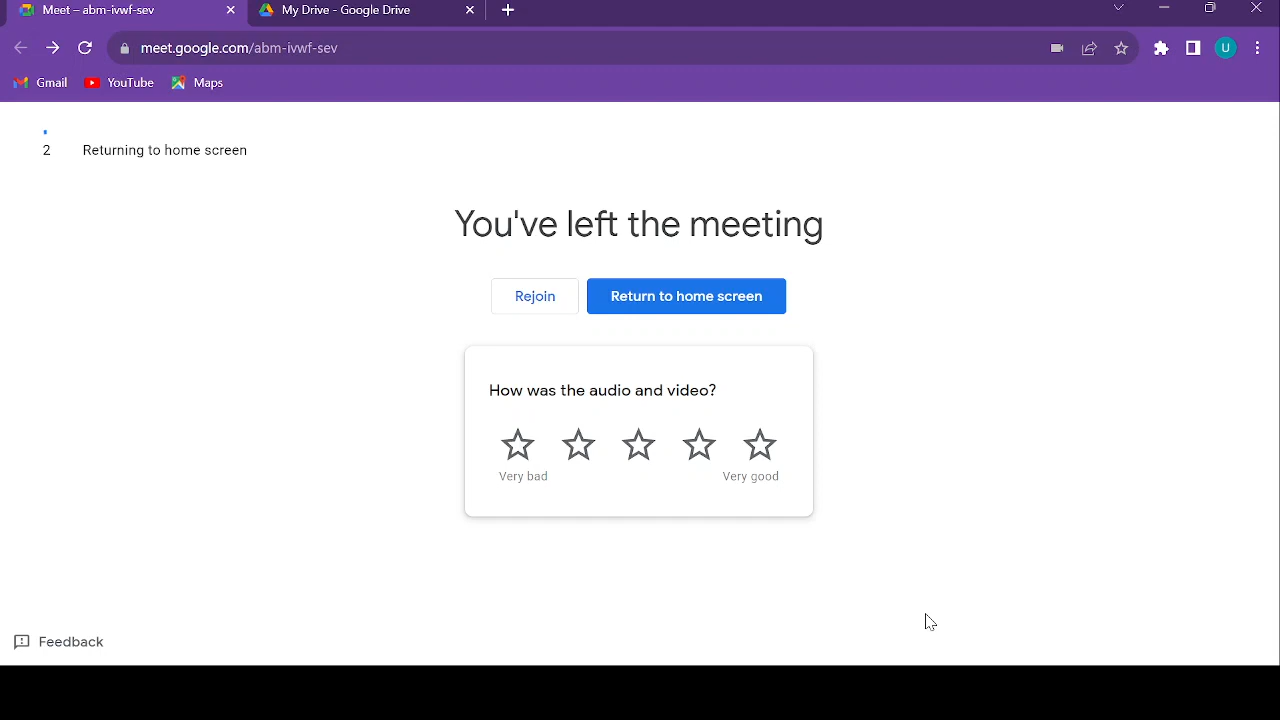 Meet – abm-ivwf-sev
My Drive - Google Drive
meet.google.com/abm-ivwf-sev
U
Gmail
YouTube
Maps
2
Returning to home screen
You've left the meeting
Rejoin
Return to home screen
How was the audio and video?
Very bad
Very good
Feedback